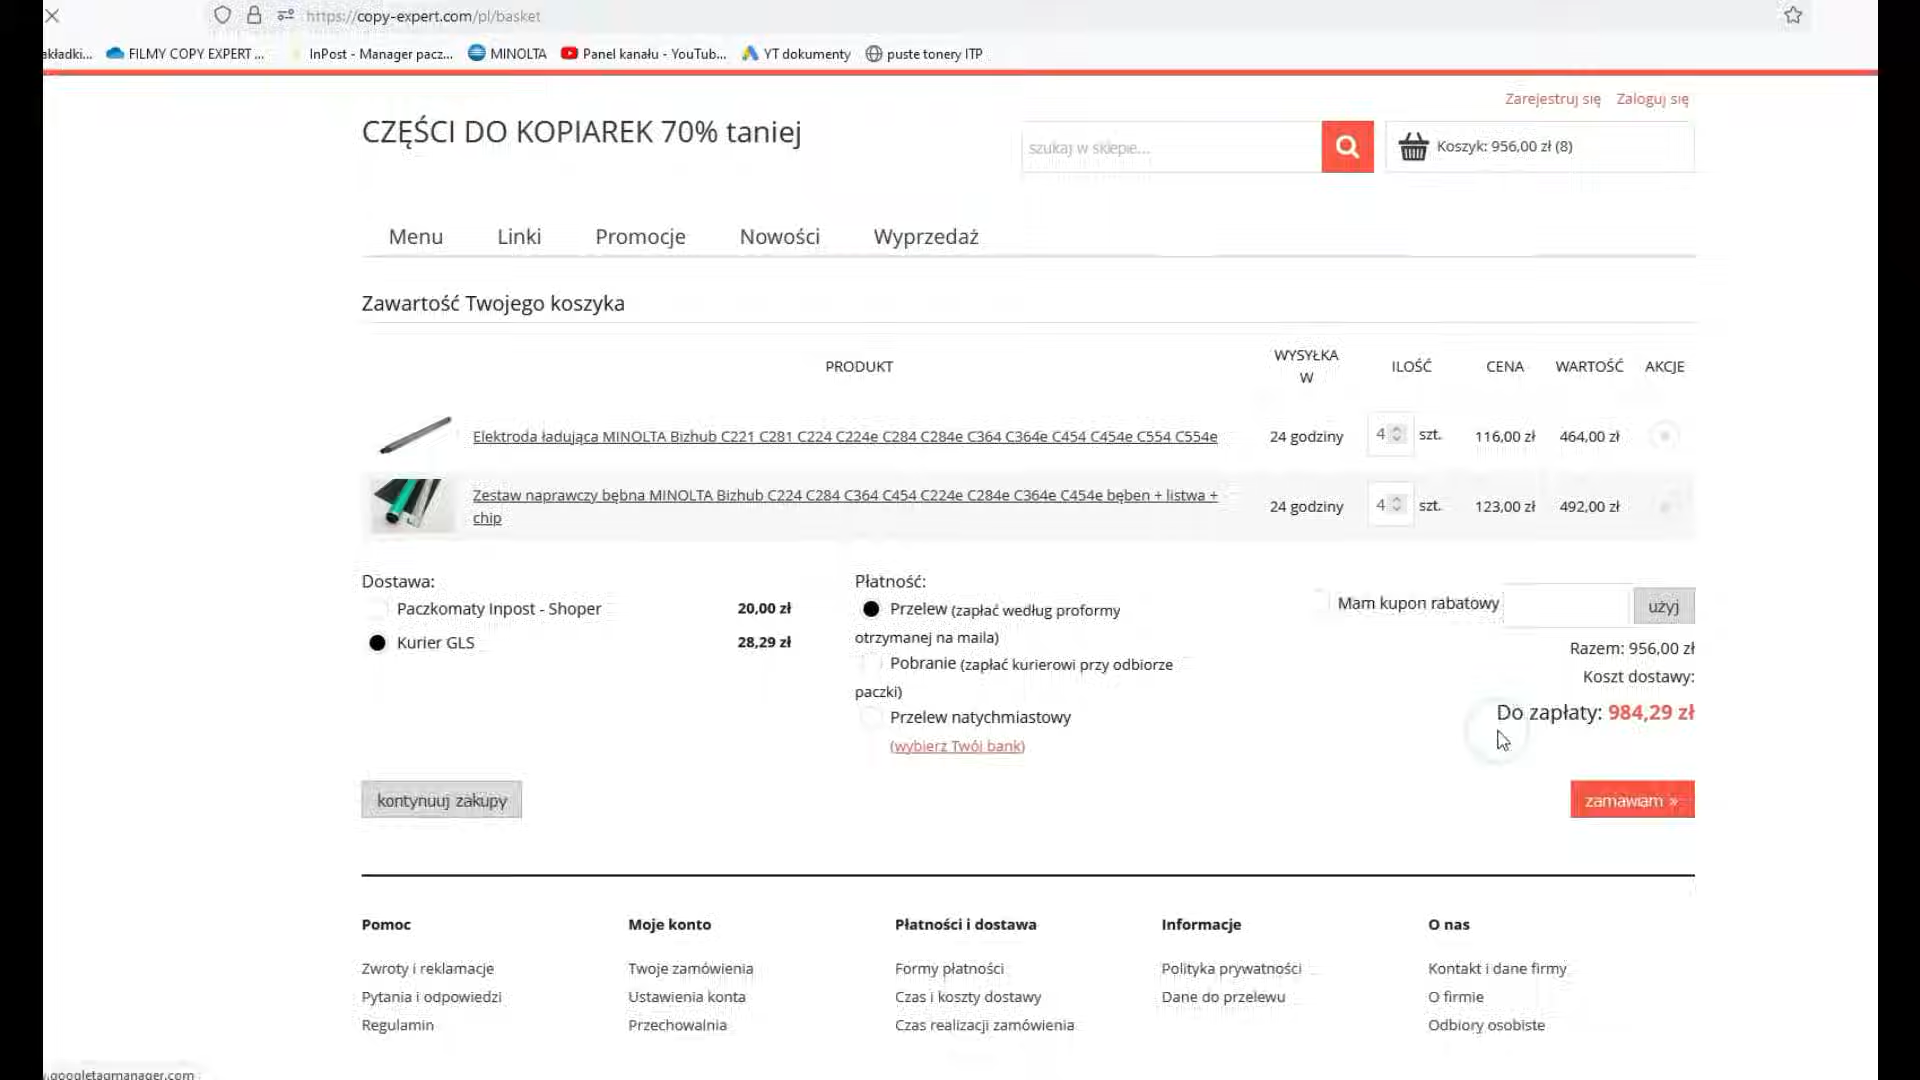 https://copy-expert.com/pl/basket
akładki... FILMY COPY EXPERT ... InPost - Manager pacz... MINOLTA Panel kanału - YouTub... YT dokumenty puste tonery ITP
Zarejestruj się Zaloguj się
CZĘŚCI DO KOPIAREK 70% taniej
szukaj w sklepie...
Koszyk: 956,00 zł (8)
Menu Linki Promocje Nowości Wyprzedaż
Zawartość Twojego koszyka
PRODUKT WYSYŁKA W ILOŚĆ CENA WARTOŚĆ AKCJE
Elektroda ładująca MINOLTA Bizhub C221 C281 C224 C224e C284 C284e C364 C364e C454 C454e C554 C554e 24 godziny 4 szt. 116,00 zł 464,00 zł
Zestaw naprawczy bębna MINOLTA Bizhub C224 C284 C364 C454 C224e C284e C364e C454e bęben + listwa +
chip
24 godziny 4 szt. 123,00 zł 492,00 zł
Dostawa:
Paczkomaty Inpost - Shoper 20,00 zł
Kurier GLS 28,29 zł
Płatność:
Przelew (zapłać według proformy
otrzymanej na maila)
Pobranie (zapłać kurierowi przy odbiorze
paczki)
Przelew natychmiastowy
(wybierz Twój bank)
Mam kupon rabatowy użyj
Razem: 956,00 zł
Koszt dostawy:
Do zapłaty: 984,29 zł
kontynuuj zakupy
zamawiam »
Pomoc
Zwroty i reklamacje
Pytania i odpowiedzi
Regulamin
Moje konto
Twoje zamówienia
Ustawienia konta
Przechowalnia
Płatności i dostawa
Formy płatności
Czas i koszty dostawy
Czas realizacji zamówienia
Informacje
Polityka prywatności
Dane do przelewu
O nas
Kontakt i dane firmy
O firmie
Odbiory osobiste
.googletagmanager.com